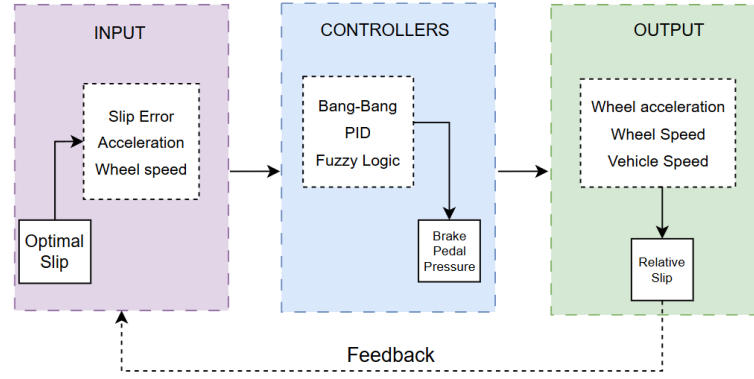 INPUT
Slip Error
Acceleration
Wheel speed
Optimal
Slip
CONTROLLERS
Bang-Bang
PID
Fuzzy Logic
Brake
Pedal
Pressure
OUTPUT
Wheel acceleration
Wheel Speed
Vehicle Speed
Relative
Slip
Feedback